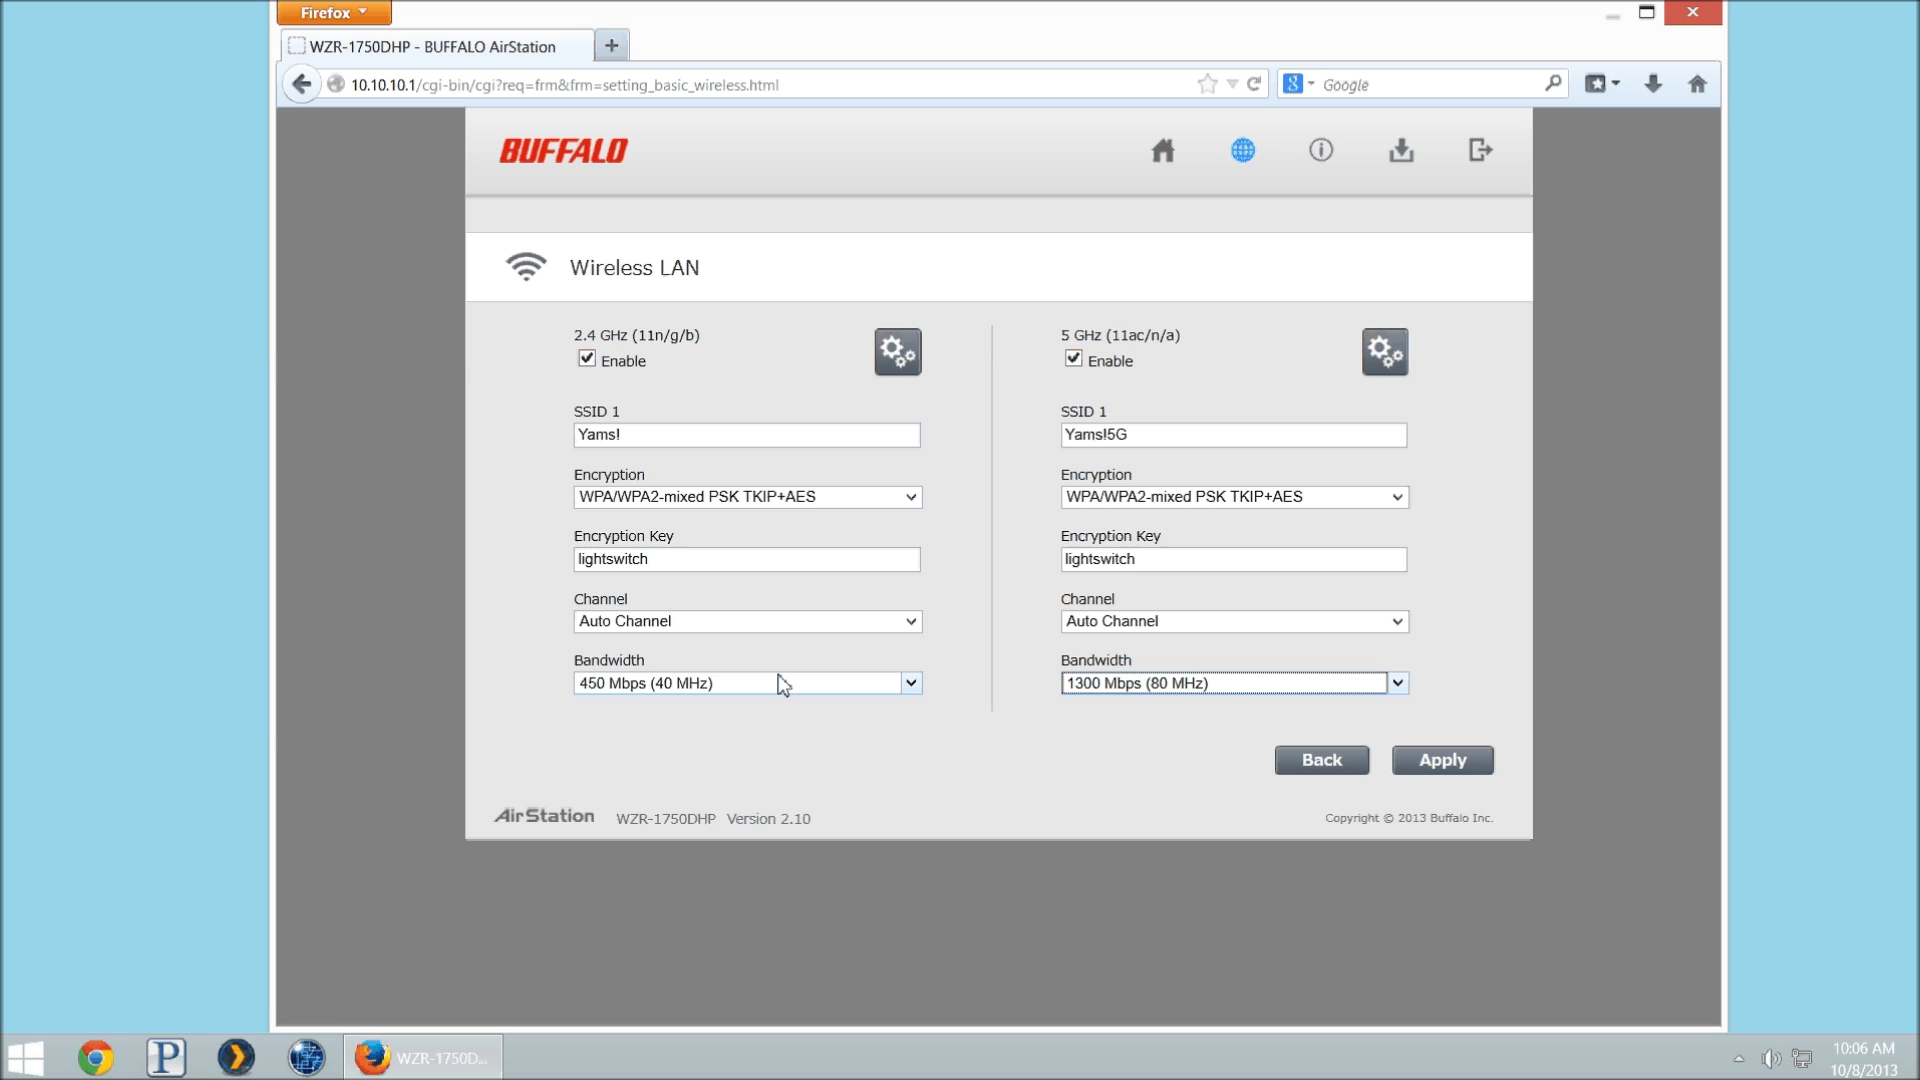 Firefox
WZR-1750DHP - BUFFALO AirStation
10.10.10.1/cgi-bin/cgi?req=frm&frm=setting_basic_wireless.html
Google
BUFFALO
Wireless LAN
2.4 GHz (11n/g/b)
Enable
SSID 1
Yams!
Encryption
WPA/WPA2-mixed PSK TKIP+AES
Encryption Key
lightswitch
Channel
Auto Channel
Bandwidth
450 Mbps (40 MHz)
5 GHz (11ac/n/a)
Enable
SSID 1
Yams!5G
Encryption
WPA/WPA2-mixed PSK TKIP+AES
Encryption Key
lightswitch
Channel
Auto Channel
Bandwidth
1300 Mbps (80 MHz)
Back Apply
AirStation WZR-1750DHP Version 2.10
Copyright © 2013 Buffalo Inc.
WZR-1750D...
10:06 AM
10/8/2013